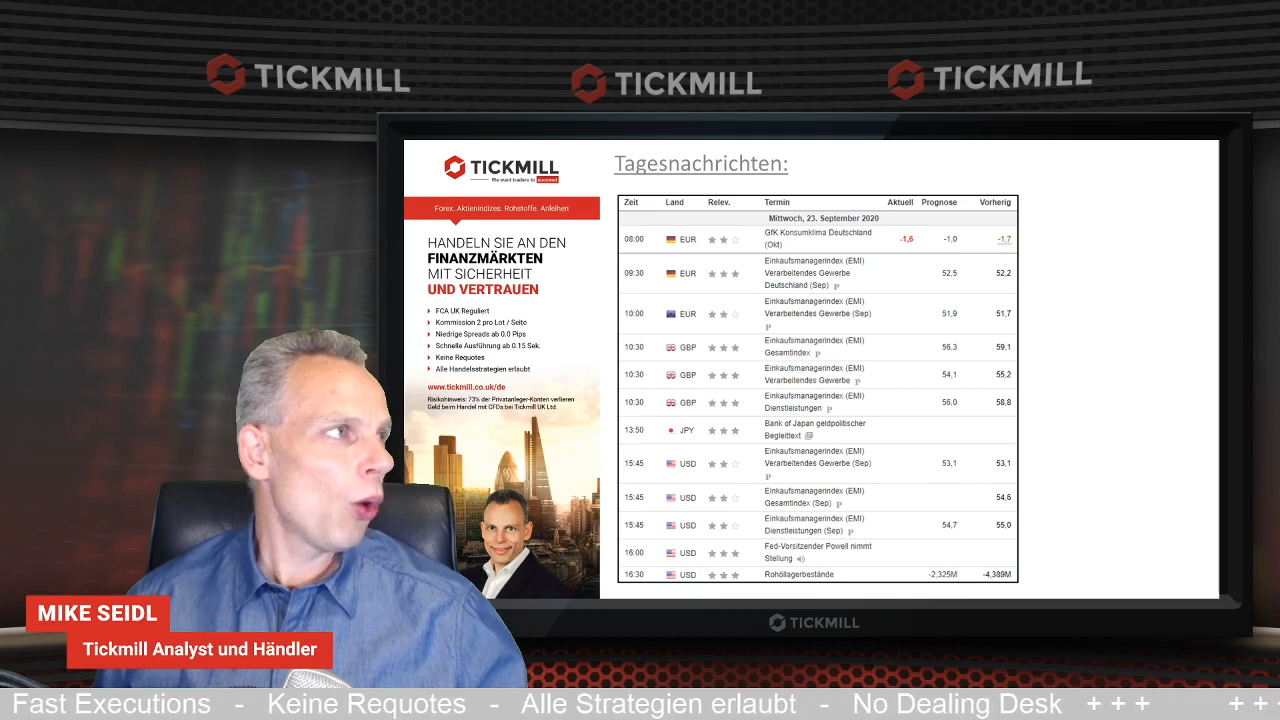 TICKMILL
TICKMILL
TICKMILL
TICKMILL
We want traders to succeed
Forex. Aktienindizes. Rohstoffe. Anleihen
HANDELN SIE AN DEN
FINANZMÄRKTEN
MIT SICHERHEIT
UND VERTRAUEN
FCA UK Reguliert
Kommission 2 pro Lot / Seite
Niedrige Spreads ab 0.0 Pips
Schnelle Ausführung ab 0.15 Sek.
Keine Requotes
Alle Handelsstrategien erlaubt
www.tickmill.co.uk/de
Risikohinweis: 73% der Privatanleger-Konten verlieren
Geld beim Handel mit CFDs bei Tickmill UK Ltd.
Tagesnachrichten:
Zeit Land Relev. Termin Aktuell Prognose Vorherig
Mittwoch, 23. September 2020
08:00 EUR GfK Konsumklima Deutschland
(Okt) -1,6 -1,0 -1,7
09:30 EUR Einkaufsmanagerindex (EMI)
Verarbeitendes Gewerbe
Deutschland (Sep) P 52,5 52,2
10:00 EUR Einkaufsmanagerindex (EMI)
Verarbeitendes Gewerbe (Sep)
P 51,9 51,7
10:30 GBP Einkaufsmanagerindex (EMI)
Gesamtindex P 56,3 59,1
10:30 GBP Einkaufsmanagerindex (EMI)
Verarbeitendes Gewerbe P 54,1 55,2
10:30 GBP Einkaufsmanagerindex (EMI)
Dienstleistungen P 56,0 58,8
13:50 JPY Bank of Japan geldpolitischer
Begleittext
15:45 USD Einkaufsmanagerindex (EMI)
Verarbeitendes Gewerbe (Sep)
P 53,1 53,1
15:45 USD Einkaufsmanagerindex (EMI)
Gesamtindex (Sep) P 54,6
15:45 USD Einkaufsmanagerindex (EMI)
Dienstleistungen (Sep) P 54,7 55,0
16:00 USD Fed-Vorsitzender Powell nimmt
Stellung
16:30 USD Rohöllagerbestände -2,325M -4,389M
TICKMILL
MIKE SEIDL
Tickmill Analyst und Händler
Fast Executions - Keine Requotes - Alle Strategien erlaubt - No Dealing Desk + + + + +